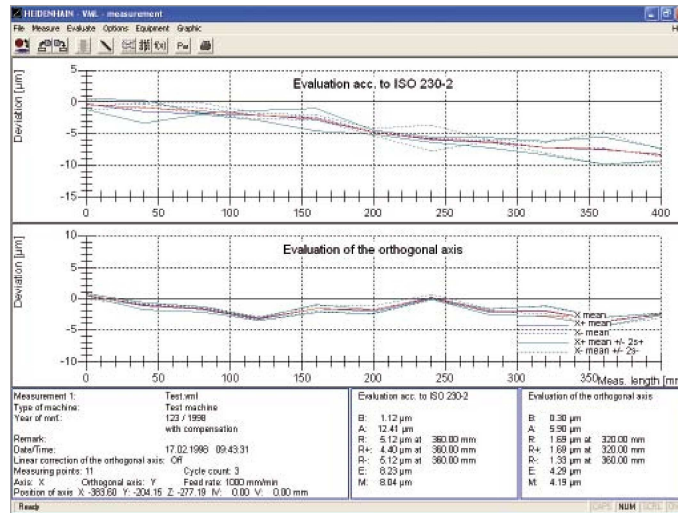 HEIDENHAIN - VML - measurement
File Measure Evaluate Options Equipment Graphic
f(x)
Evaluation acc. to ISO 230-2
Deviation [µm]
5
0
-5
-10
-15
0 50 100 150 200 250 300 350 400
Evaluation of the orthogonal axis
Deviation [µm]
10
5
0
-5
-10
X mean
X+ mean
X- mean
X+ mean +/- 2s+
X- mean +/- 2s-
0 50 100 150 200 250 300 350 Meas. length [mm
Measurement 1: Test.vml
Type of machine: Test machine
Year of mnf.: 123 / 1998
with compensation
Remark:
Date/Time: 17.02.1998 09:43:31
Linear correction of the orthogonal axis: Off
Measuring points: 11 Cycle count: 3
Axis: X Orthogonal axis: Y Feed rate: 1000 mm/min
Position of axis X: -383.60 Y: -204.15 Z: -277.19 IV: 0.00 V: 0.00 mm
Evaluation acc. to ISO 230-2
B: 1.12 µm
A: 12.41 µm
R: 5.12 µm at 360.00 mm
R+: 4.40 µm at 360.00 mm
R-: 5.12 µm at 360.00 mm
E: 8.23 µm
M: 8.04 µm
Evaluation of the orthogonal axis
B: 0.30 µm
A: 5.90 µm
R: 1.69 µm at 320.00 mm
R+: 1.69 µm at 320.00 mm
R-: 1.33 µm at 360.00 mm
E: 4.29 µm
M: 4.19 µm
Ready
CAPS NUM SCRL